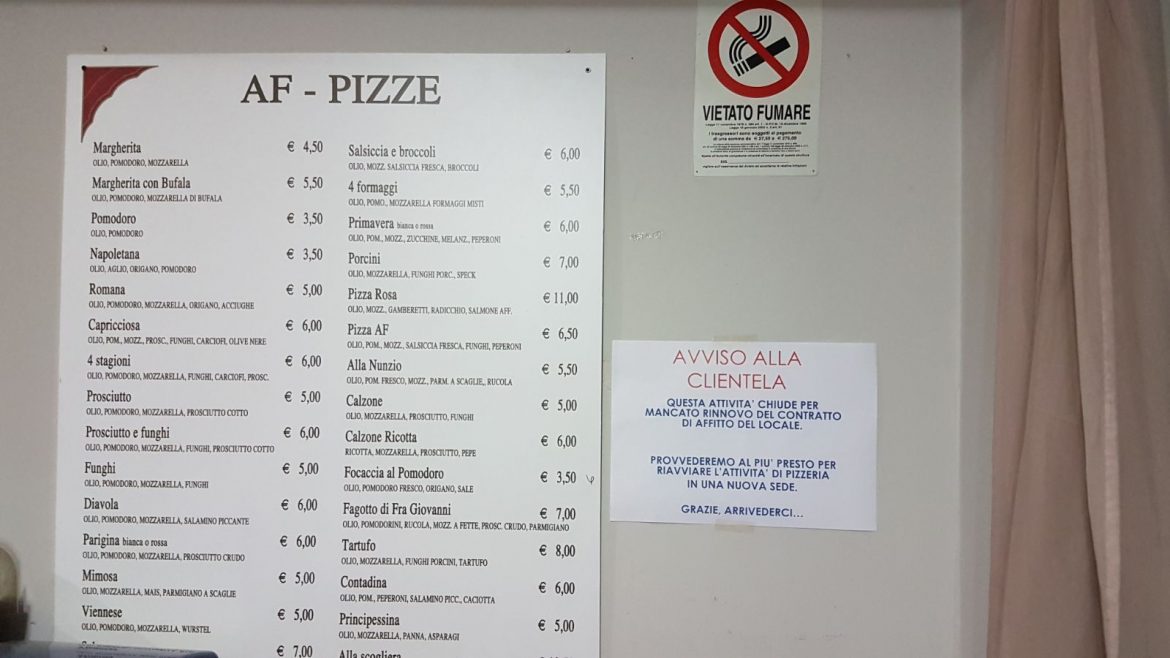 AF - PIZZE
Margherita € 4,50
OLIO, POMODORO, MOZZARELLA
Margherita con Bufala € 5,50
OLIO, POMODORO, MOZZARELLA DI BUFALA
Pomodoro € 3,50
OLIO, POMODORO
Napoletana € 3,50
OLIO, AGLIO, ORIGANO, POMODORO
Romana € 5,00
OLIO, POMODORO, MOZZARELLA, ORIGANO, ACCIUGHE
Capricciosa € 6,00
OLIO, POM., MOZZ., PROSC., FUNGHI, CARCIOFI, OLIVE NERE
4 stagioni € 6,00
OLIO, POMODORO, MOZZARELLA, FUNGHI, CARCIOFI, PROSC.
Prosciutto € 5,00
OLIO, POMODORO, MOZZARELLA, PROSCIUTTO COTTO
Prosciutto e funghi € 6,00
OLIO, POMODORO, MOZZARELLA, FUNGHI, PROSCIUTTO COTTO
Funghi € 5,00
OLIO, POMODORO, MOZZARELLA, FUNGHI
Diavola € 6,00
OLIO, POMODORO, MOZZARELLA, SALAMINO PICCANTE
Parigina bianca o rossa € 6,00
OLIO, POMODORO, MOZZARELLA, PROSCIUTTO CRUDO
Mimosa € 5,00
OLIO, MOZZARELLA, MAIS, PARMIGIANO A SCAGLIE
Viennese € 5,00
OLIO, POMODORO, MOZZARELLA, WURSTEL
€ 7,00
Salsiccia e broccoli € 6,00
OLIO, MOZZ. SALSICCIA FRESCA, BROCCOLI
4 formaggi € 5,50
OLIO, POMO., MOZZARELLA FORMAGGI MISTI
Primavera bianca o rossa € 6,00
OLIO, POM., MOZZ., ZUCCHINE, MELANZ., PEPERONI
Porcini € 7,00
OLIO, MOZZARELLA, FUNGHI PORC., SPECK
Pizza Rosa € 11,00
OLIO, MOZZ., GAMBERETTI, RADICCHIO, SALMONE AFF.
Pizza AF € 6,50
OLIO, POM., MOZZ., SALSICCIA FRESCA, FUNGHI, PEPERONI
Alla Nunzio € 5,50
OLIO, POM. FRESCO, MOZZ., PARM. A SCAGLIE, RUCOLA
Calzone € 5,00
OLIO, MOZZARELLA, PROSCIUTTO, FUNGHI
Calzone Ricotta € 6,00
RICOTTA, MOZZARELLA, PROSCIUTTO, PEPE
Focaccia al Pomodoro € 3,50
OLIO, POMODORO FRESCO, ORIGANO, SALE
Fagotto di Fra Giovanni € 7,00
OLIO, POMODORINI, RUCOLA, MOZZ. A FETTE, PROSC. CRUDO, PARMIGIANO
Tartufo € 8,00
OLIO, MOZZARELLA, FUNGHI PORCINI, TARTUFO
Contadina € 6,00
OLIO, POM., PEPERONI, SALAMINO PICC., CACIOTTA
Principessina € 5,00
OLIO, MOZZARELLA, PANNA, ASPARAGI
Alla scogliera
VIETATO FUMARE
I trasgressori sono soggetti al pagamento
di una somma da € 27,50 a € 275,00
AVVISO ALLA
CLIENTELA
QUESTA ATTIVITA' CHIUDE PER
MANCATO RINNOVO DEL CONTRATTO
DI AFFITTO DEL LOCALE.
PROVVEDEREMO AL PIU' PRESTO PER
RIAVVIARE L'ATTIVITA' DI PIZZERIA
IN UNA NUOVA SEDE.
GRAZIE, ARRIVEDERCI...